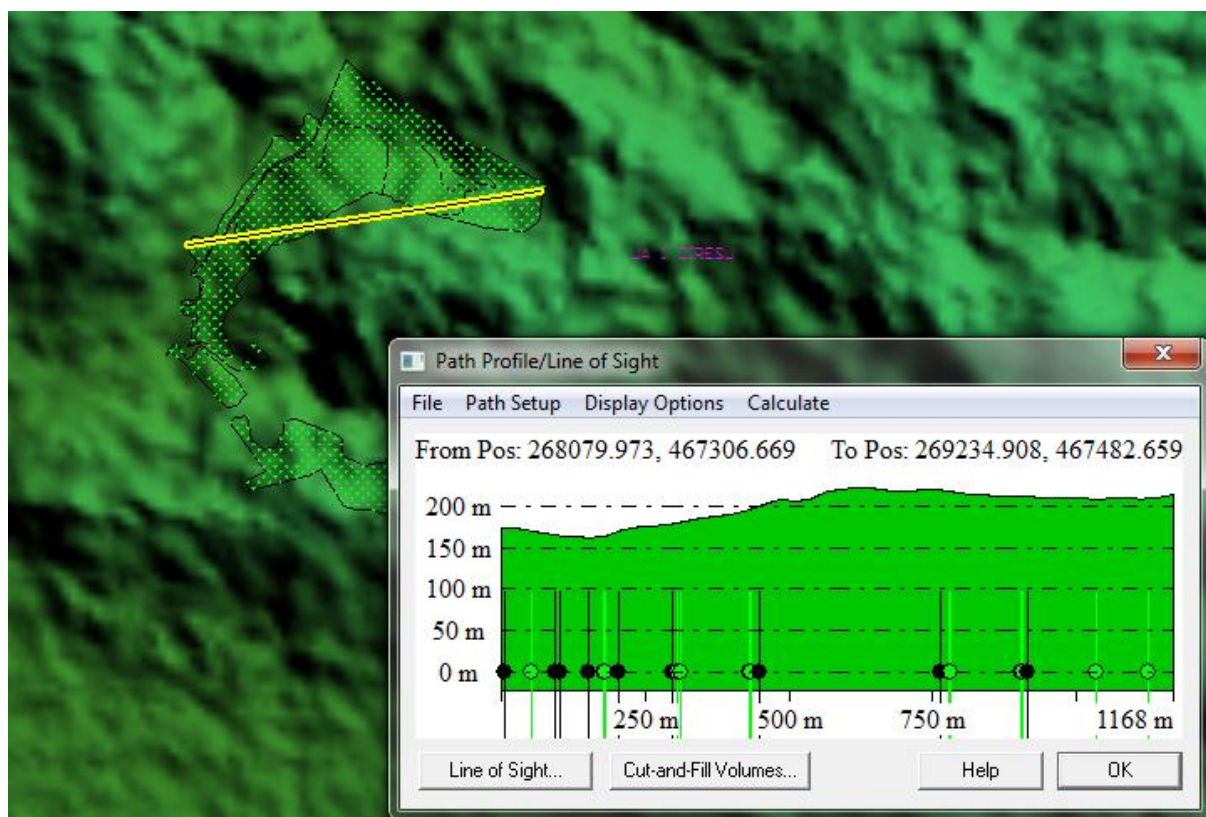 Path Profile/Line of Sight
File Path Setup Display Options Calculate
From Pos: 268079.973, 467306.669 To Pos: 269234.908, 467482.659
200 m
150 m
100 m
50 m
0 m
250 m 500 m 750 m 1168 m
Line of Sight... Cut-and-Fill Volumes... Help OK